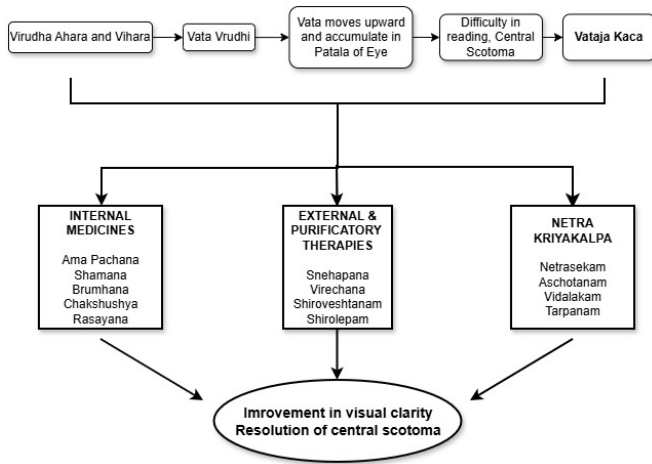 Virudha Ahara and Vihara
Vata Vrudhi
Vata moves upward
and accumulate in
Patala of Eye
Difficulty in
reading, Central
Scotoma
Vataja Kaca
INTERNAL
MEDICINES
Ama Pachana
Shamana
Brumhana
Chakshushya
Rasayana
EXTERNAL &
PURIFICATORY
THERAPIES
Snehapana
Virechana
Shiroveshtanam
Shirolepam
NETRA
KRIYAKALPA
Netrasekam
Aschotanam
Vidalakam
Tarpanam
Imrovement in visual clarity
Resolution of central scotoma